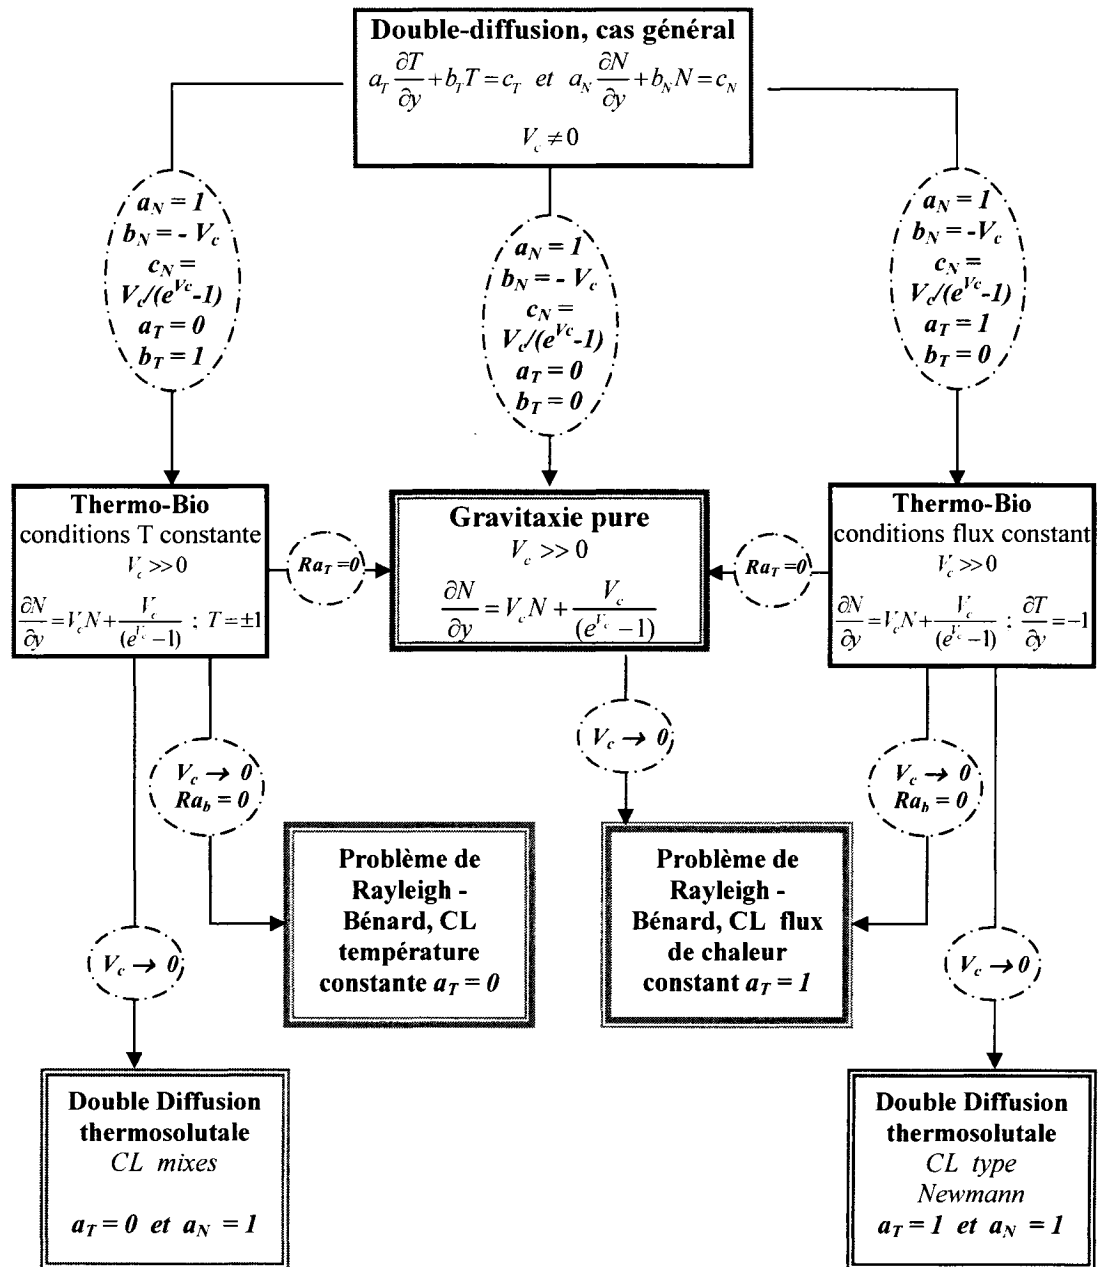 Double-diffusion, cas général
a_T ∂T/∂y + b_T T = c_T et a_N ∂N/∂y + b_N N = c_N
V_c ≠ 0
a_N = 1
b_N = - V_c
c_N =
V_c/(e^{Vc}-1)
a_T = 0
b_T = 1
a_N = 1
b_N = - V_c
c_N =
V_c/(e^{Vc}-1)
a_T = 0
b_T = 0
a_N = 1
b_N = -V_c
c_N =
V_c/(e^{Vc}-1)
a_T = 1
b_T = 0
Thermo-Bio
conditions T constante
V_c >> 0
∂N/∂y = V_c N + V_c/(e^{V_c} -1) ; T = ±1
Ra_T = 0
Gravitaxie pure
V_c >> 0
∂N/∂y = V_c N + V_c/(e^{V_c} -1)
Ra_T = 0
Thermo-Bio
conditions flux constant
V_c >> 0
∂N/∂y = V_c N + V_c/(e^{V_c} -1) ; ∂T/∂y = -1
V_c → 0
Ra_b = 0
V_c → 0
V_c → 0
Ra_b = 0
Problème de
Rayleigh -
Bénard, CL
température
constante a_T = 0
Problème de
Rayleigh -
Bénard, CL flux
de chaleur
constant a_T = 1
V_c → 0
V_c → 0
Double Diffusion
thermosolutale
CL mixes
a_T = 0 et a_N = 1
Double Diffusion
thermosolutale
CL type
Newmann
a_T = 1 et a_N = 1